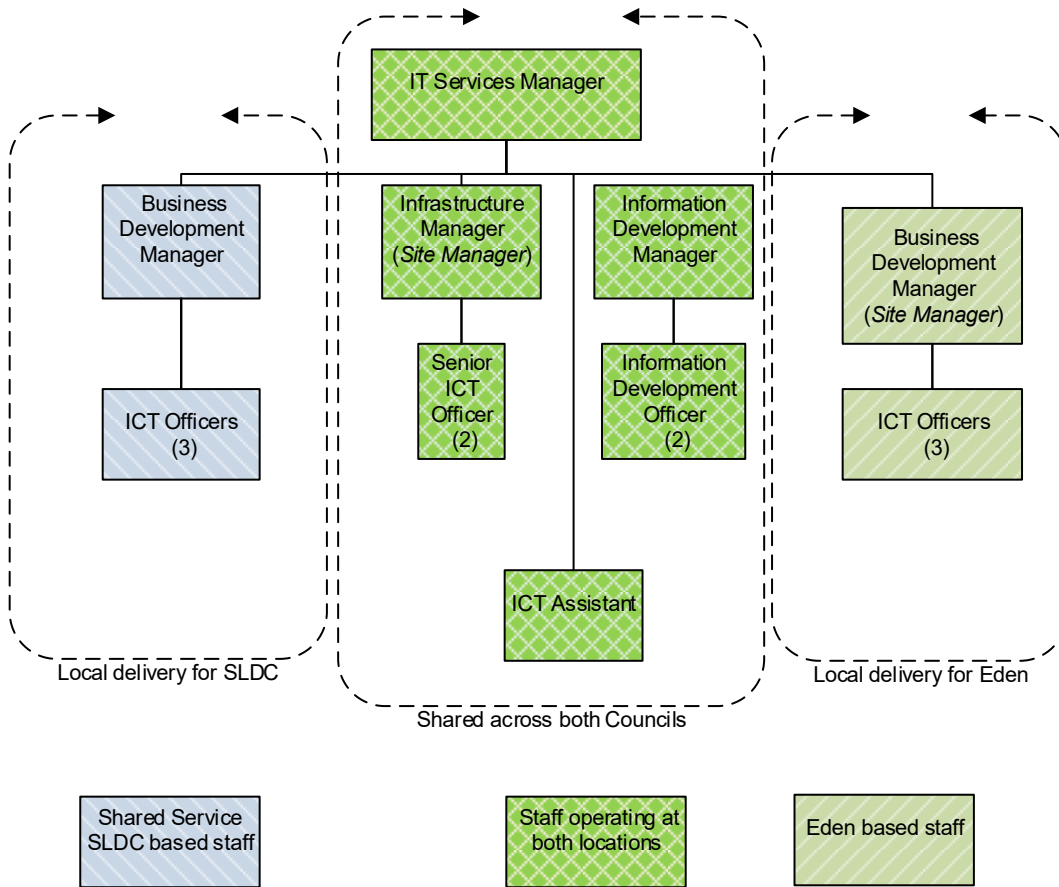 IT Services Manager
Business
Development
Manager
Infrastructure
Manager
(Site Manager)
Information
Development
Manager
Business
Development
Manager
(Site Manager)
Senior
ICT
Officer
(2)
Information
Development
Officer
(2)
ICT Officers
(3)
ICT Officers
(3)
ICT Assistant
Local delivery for SLDC
Local delivery for Eden
Shared across both Councils
Shared Service
SLDC based staff
Staff operating at
both locations
Eden based staff